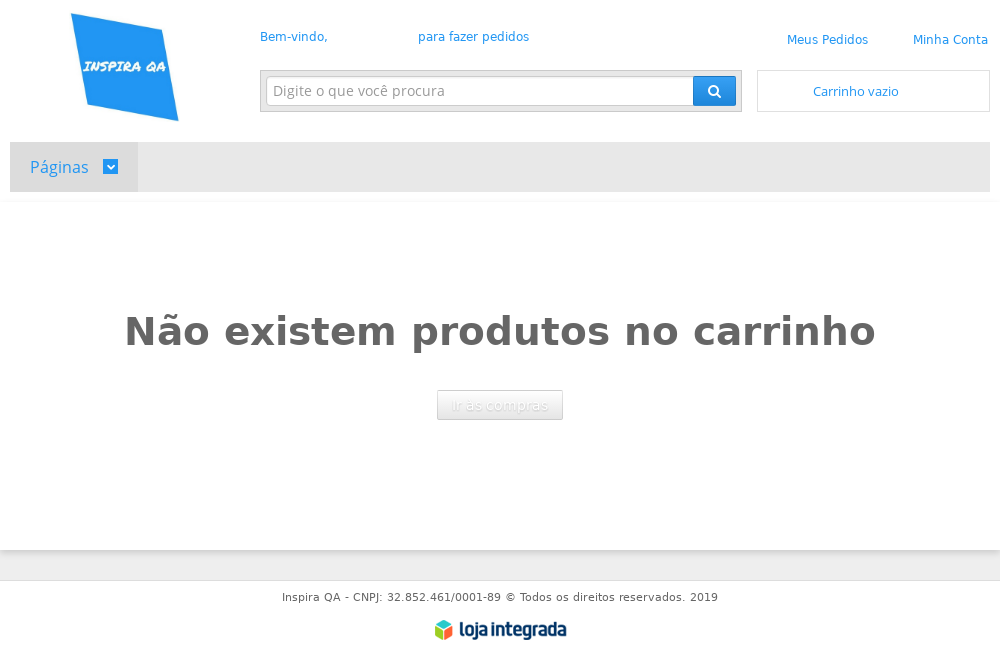 INSPIRA QA
Bem-vindo, para fazer pedidos
Meus Pedidos Minha Conta
Digite o que você procura
Carrinho vazio
Páginas
Não existem produtos no carrinho
Ir às compras
Inspira QA - CNPJ: 32.852.461/0001-89 © Todos os direitos reservados. 2019
loja integrada